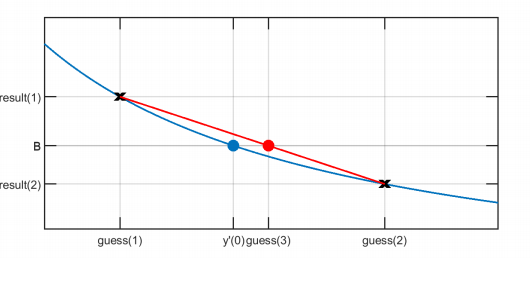 result(1)
B
result(2)
guess(1)
y'(0)
guess(3)
guess(2)